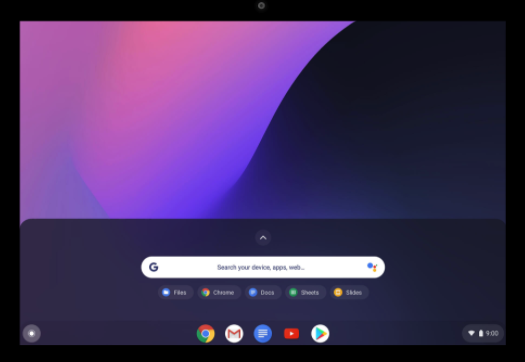 Search your device, apps, web...
Files Chrome Docs Sheets Slides
9:00